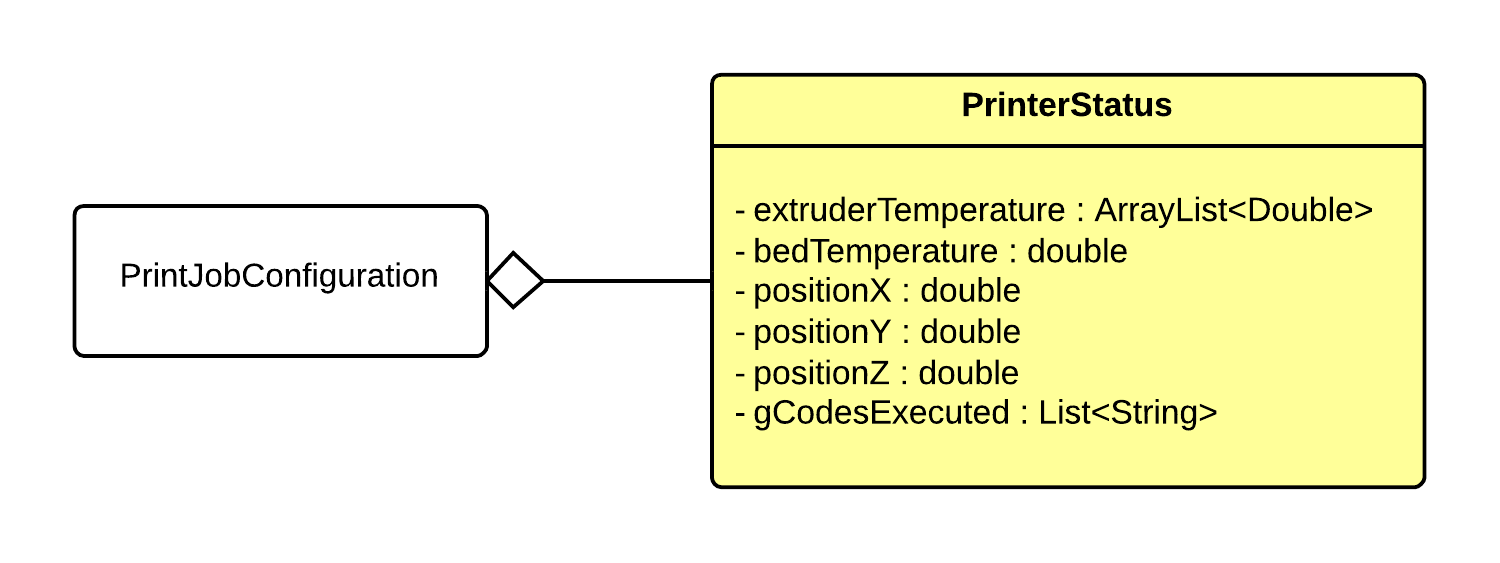 PrinterStatus
- extruderTemperature : ArrayList<Double>
- bedTemperature : double
- positionX : double
- positionY : double
- positionZ : double
- gCodesExecuted : List<String>
PrintJobConfiguration